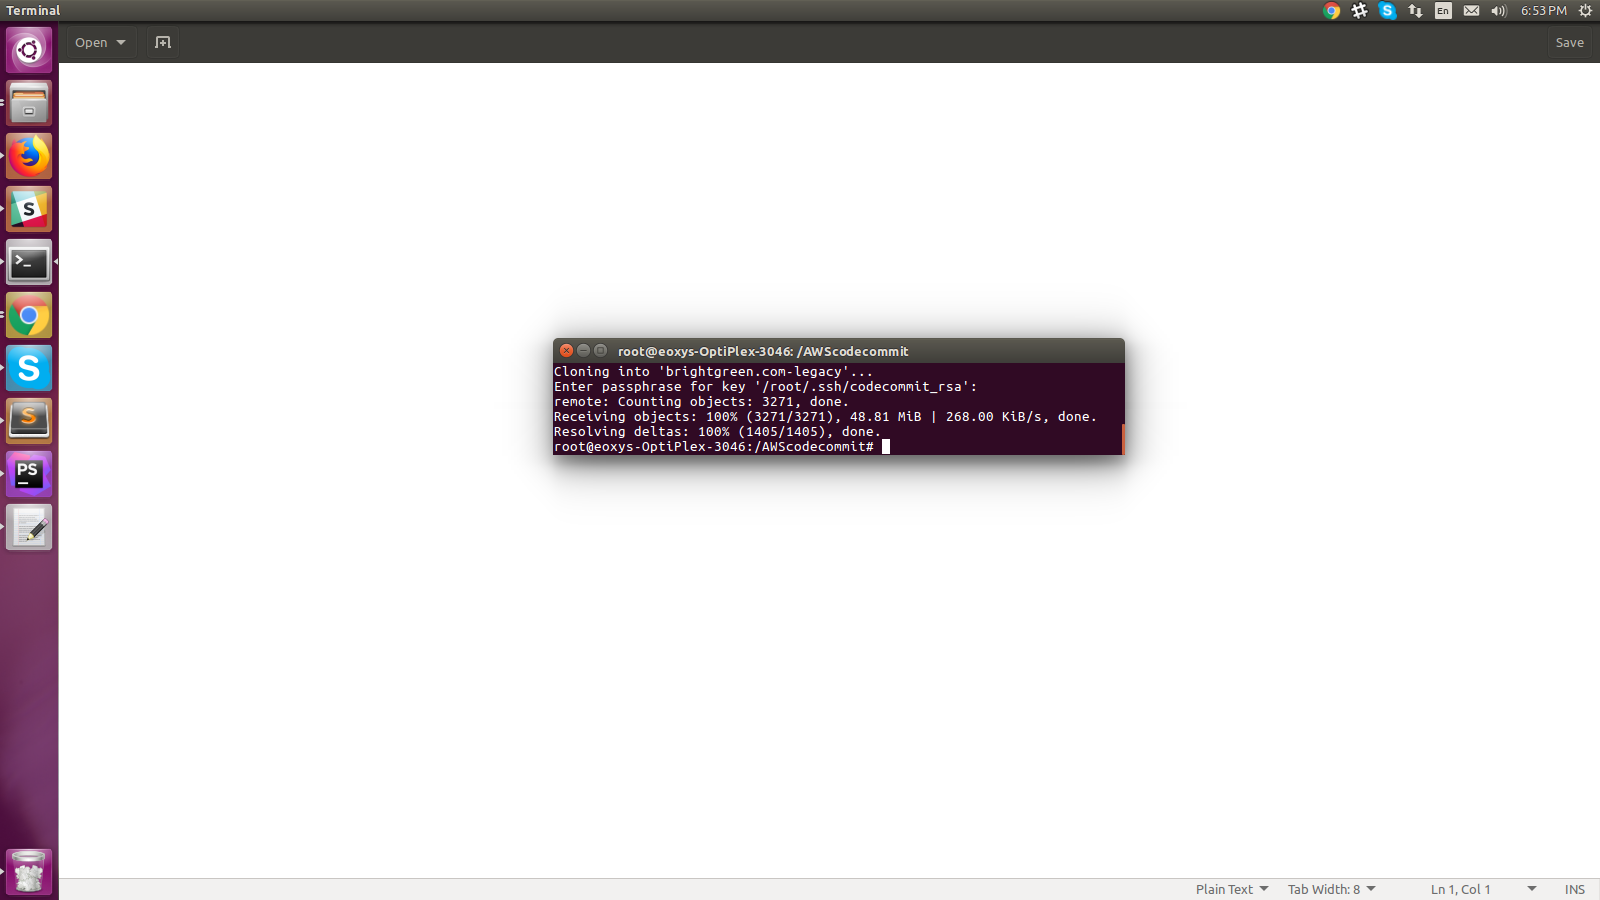 Terminal
En
6:53 PM
Open
Save
S
>_
S
S
PS
root@eoxys-OptiPlex-3046: /AWScodecommit
Cloning into 'brightgreen.com-legacy'...
Enter passphrase for key '/root/.ssh/codecommit_rsa':
remote: Counting objects: 3271, done.
Receiving objects: 100% (3271/3271), 48.81 MiB | 268.00 KiB/s, done.
Resolving deltas: 100% (1405/1405), done.
root@eoxys-OptiPlex-3046:/AWScodecommit#
Plain Text
Tab Width: 8
Ln 1, Col 1
INS